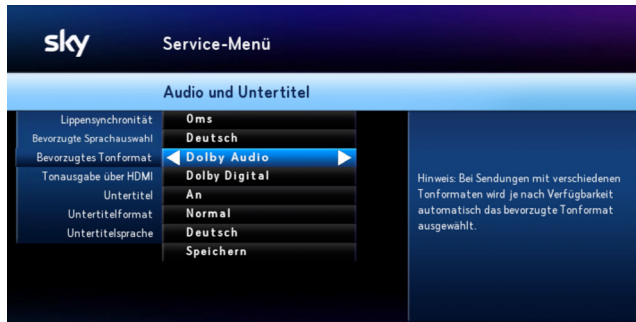 sky
Service-Menü
Audio und Untertitel
Lippensynchronität 0ms
Bevorzugte Sprachauswahl Deutsch
Bevorzugtes Tonformat Dolby Audio
Tonausgabe über HDMI Dolby Digital
Untertitel An
Untertitelformat Normal
Untertitelsprache Deutsch
Speichern
Hinweis: Bei Sendungen mit verschiedenen
Tonformaten wird je nach Verfügbarkeit
automatisch das bevorzugte Tonformat
ausgewählt.